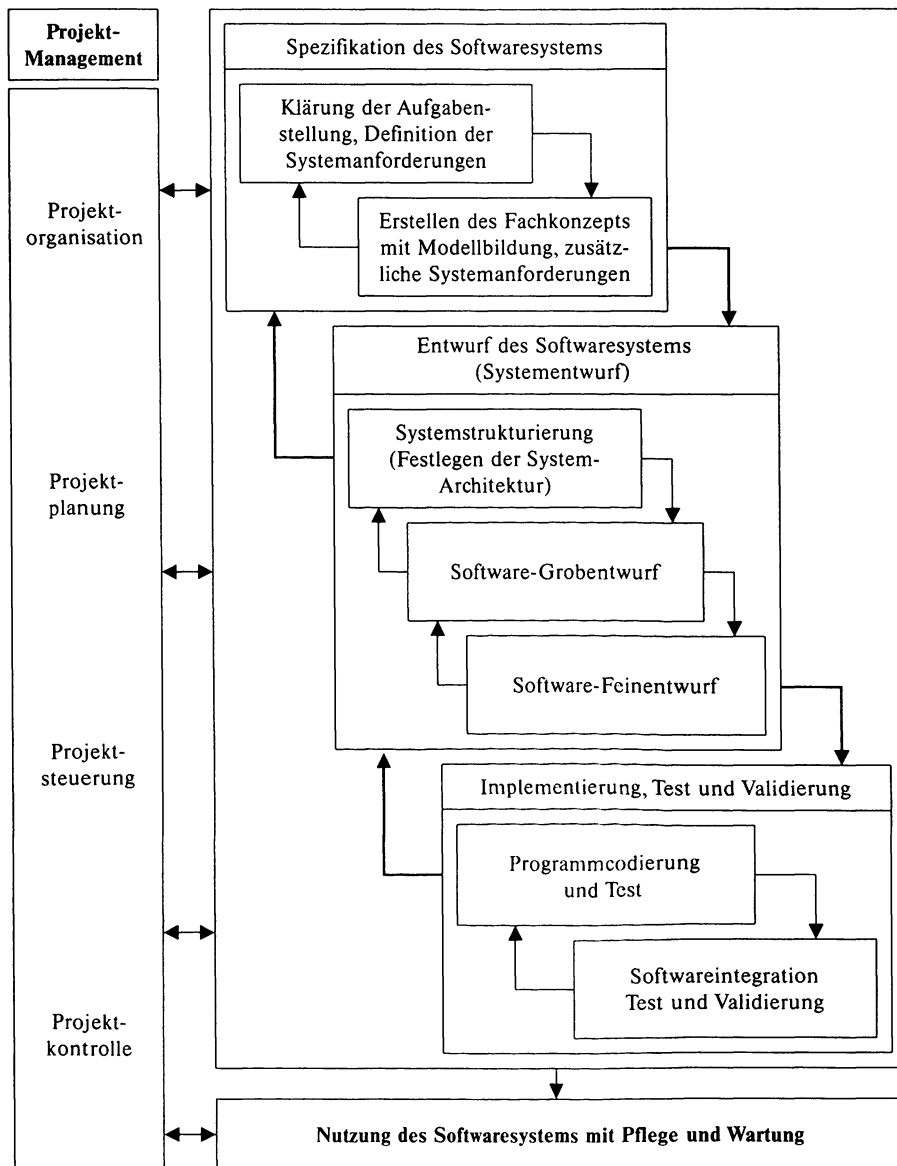 Projekt-
Management
Projekt-
organisation
Projekt-
planung
Projekt-
steuerung
Projekt-
kontrolle
Spezifikation des Softwaresystems
Klärung der Aufgaben-
stellung, Definition der
Systemanforderungen
Erstellen des Fachkonzepts
mit Modellbildung, zusätz-
liche Systemanforderungen
Entwurf des Softwaresystems
(Systementwurf)
Systemstrukturierung
(Festlegen der System-
Architektur)
Software-Grobentwurf
Software-Feinentwurf
Implementierung, Test und Validierung
Programmcodierung
und Test
Softwareintegration
Test und Validierung
Nutzung des Softwaresystems mit Pflege und Wartung